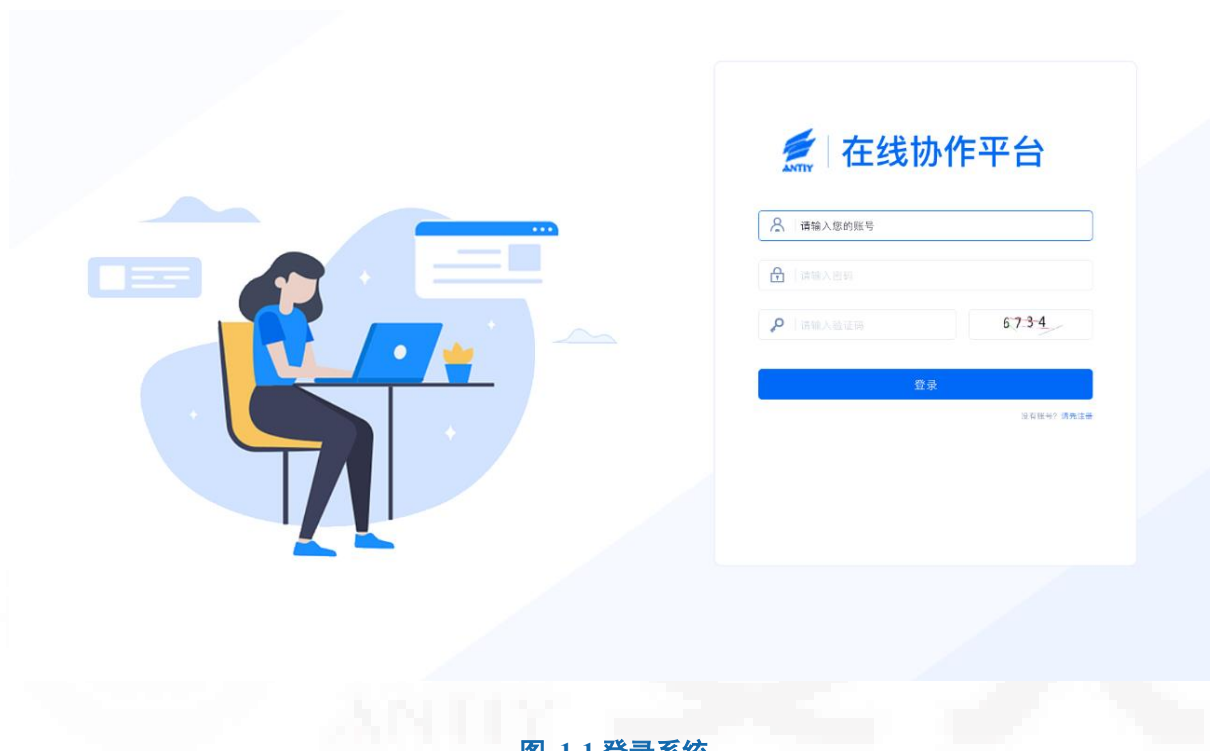 ANTIY
在线协作平台
请输入您的账号
请输入密码
请输入验证码
6734
登录
没有账号? 请先注册
ANTIY
图 1-1 登录系统